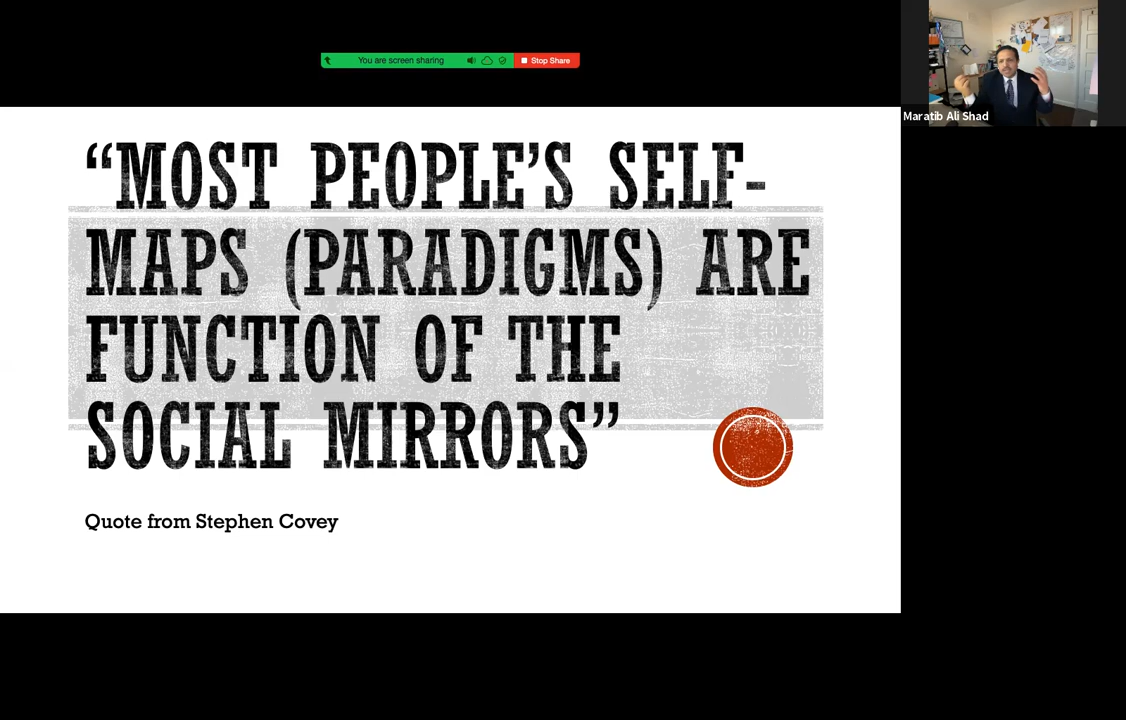 You are screen sharing
Stop Share
Maratib Ali Shad
“MOST PEOPLE’S SELF-
MAPS (PARADIGMS) ARE
FUNCTION OF THE
SOCIAL MIRRORS”
Quote from Stephen Covey